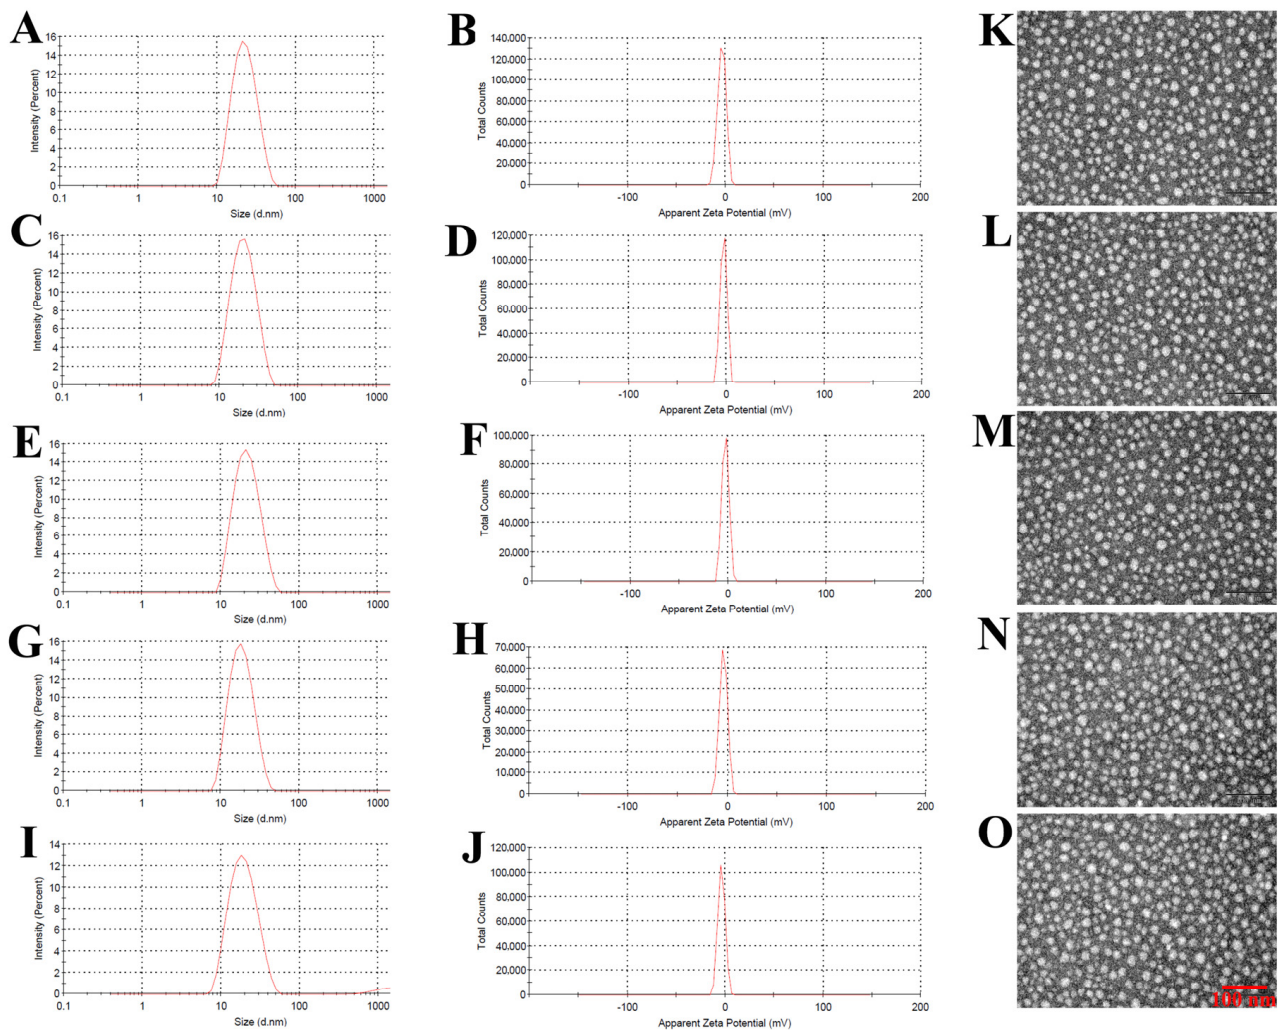 A
Intensity (Percent)
16
14
12
10
8
6
4
2
0
0.1 1 10 100 1000
Size (d.nm)
B
Total Counts
140.000
120.000
100.000
80.000
60.000
40.000
20.000
0
-100 0 100 200
Apparent Zeta Potential (mV)
K
C
Intensity (Percent)
16
14
12
10
8
6
4
2
0
0.1 1 10 100 1000
Size (d.nm)
D
Total Counts
120.000
100.000
80.000
60.000
40.000
20.000
0
-100 0 100 200
Apparent Zeta Potential (mV)
L
E
Intensity (Percent)
16
14
12
10
8
6
4
2
0
0.1 1 10 100 1000
Size (d.nm)
F
Total Counts
100.000
80.000
60.000
40.000
20.000
0
-100 0 100 200
Apparent Zeta Potential (mV)
M
G
Intensity (Percent)
16
14
12
10
8
6
4
2
0
0.1 1 10 100 1000
Size (d.nm)
H
Total Counts
70.000
60.000
50.000
40.000
30.000
20.000
10.000
0
-100 0 100 200
Apparent Zeta Potential (mV)
N
I
Intensity (Percent)
14
12
10
8
6
4
2
0
0.1 1 10 100 1000
Size (d.nm)
J
Total Counts
120.000
100.000
80.000
60.000
40.000
20.000
0
-100 0 100 200
Apparent Zeta Potential (mV)
O
100 nm